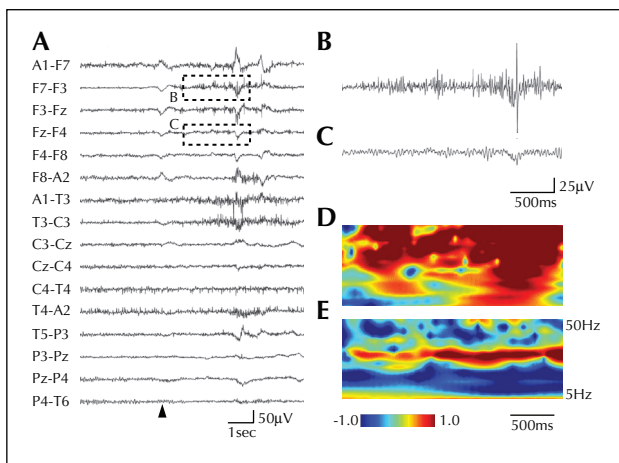 A
A1-F7
F7-F3
B
F3-Fz
Fz-F4
C
F4-F8
F8-A2
A1-T3
T3-C3
C3-Cz
Cz-C4
C4-T4
T4-A2
T5-P3
P3-Pz
Pz-P4
P4-T6
50µV
1sec
B
C
25µV
500ms
D
E
50Hz
5Hz
-1.0 1.0
500ms